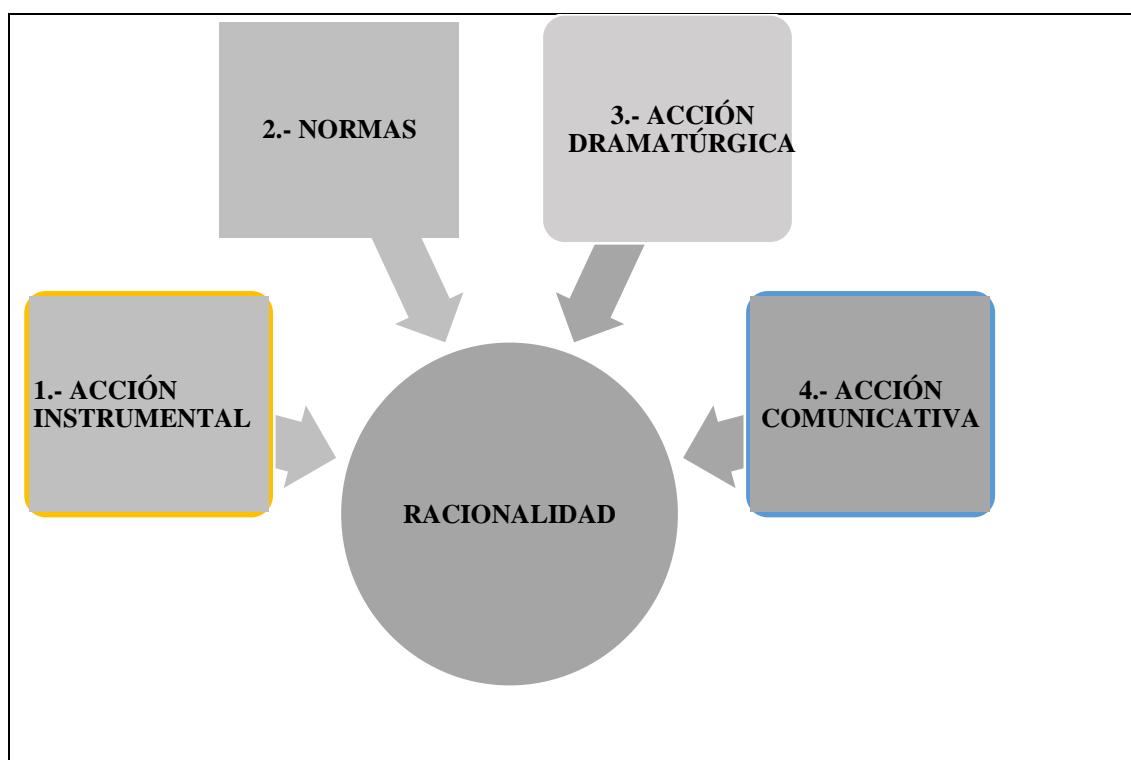 2.- NORMAS
3.- ACCIÓN
DRAMATÚRGICA
1.- ACCIÓN
INSTRUMENTAL
4.- ACCIÓN
COMUNICATIVA
RACIONALIDAD